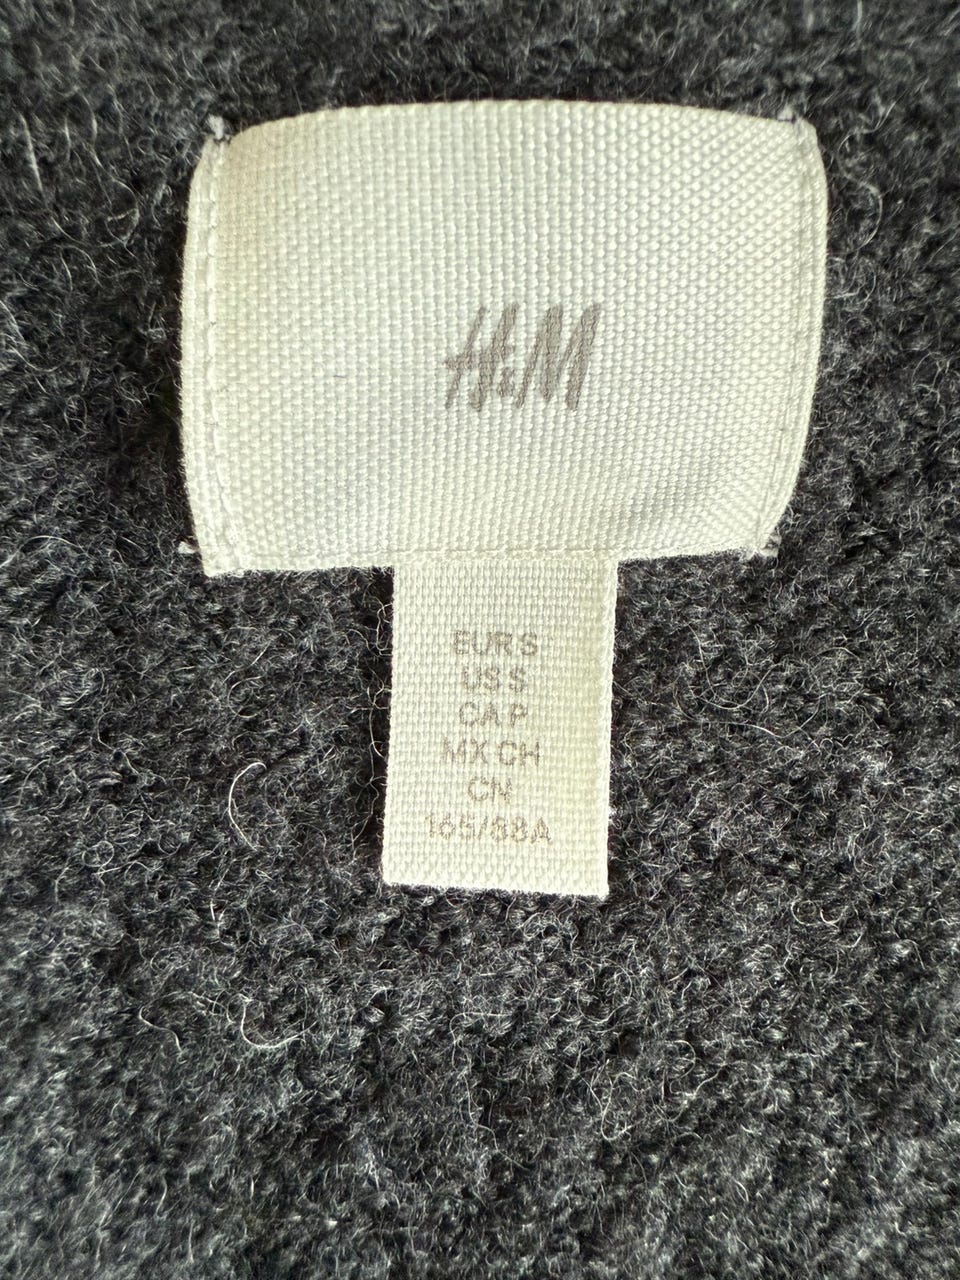 H&M
EUR S
US S
CA P
MX CH
CN
165/88A